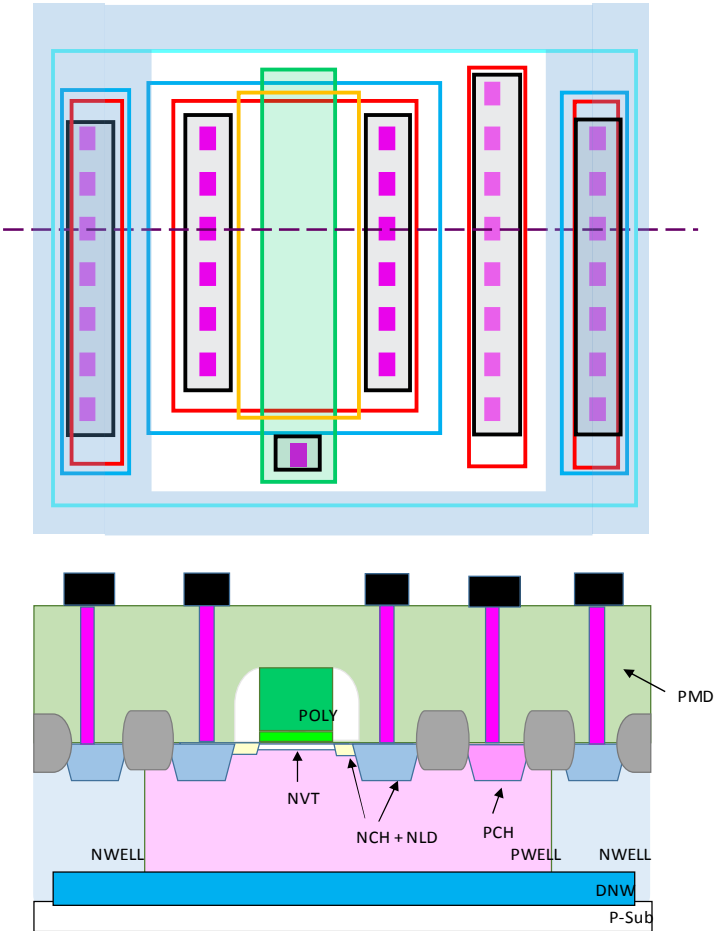 PMD
POLY
NVT
NCH + NLD
PCH
NWELL
PWELL
NWELL
DNW
P-Sub